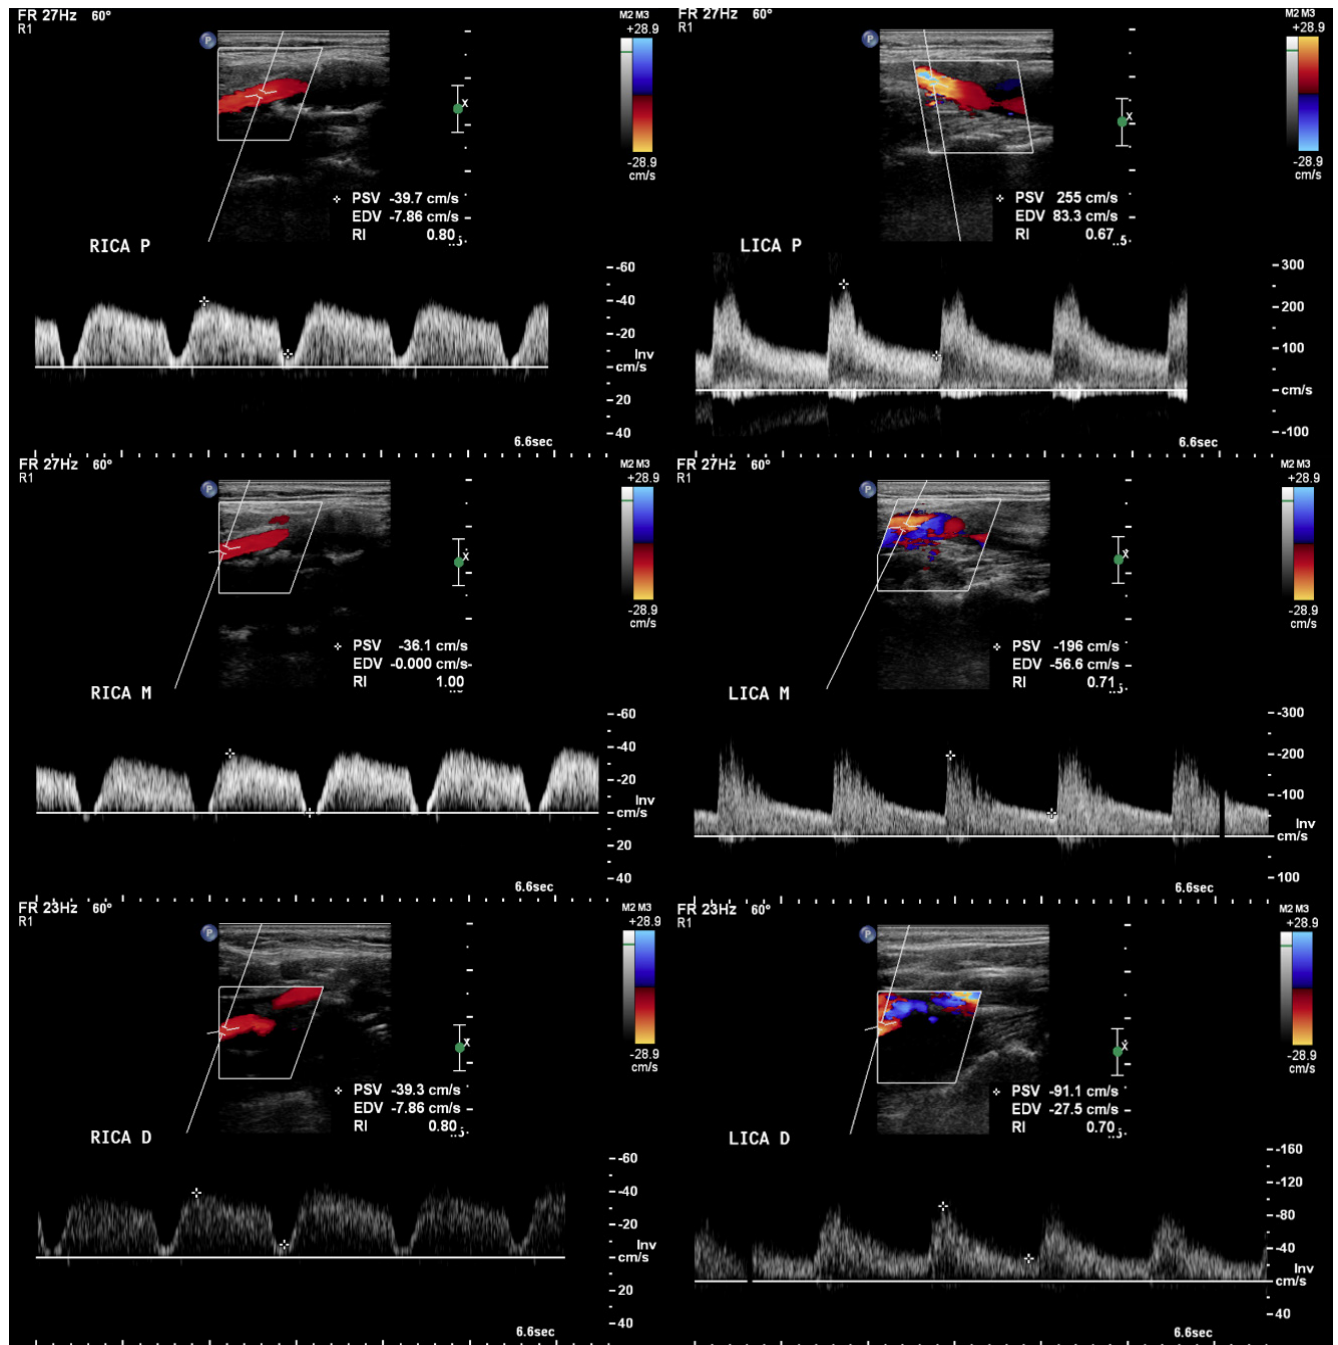 FR 27Hz 60°
R1
M2 M3
+28.9
P
X
-28.9
cm/s
PSV -39.7 cm/s
EDV -7.86 cm/s
RI 0.80
RICA P
-60
-40
-20
Inv
cm/s
20
40
6.6sec
FR 27Hz 60°
R1
M2 M3
+28.9
P
X
-28.9
cm/s
PSV 255 cm/s
EDV 83.3 cm/s
RI 0.67
LICA P
300
200
100
cm/s
-100
6.6sec
FR 27Hz 60°
R1
M2 M3
+28.9
P
X
-28.9
cm/s
PSV -36.1 cm/s
EDV -0.000 cm/s
RI 1.00
RICA M
-60
-40
-20
Inv
cm/s
20
40
6.6sec
FR 27Hz 60°
R1
M2 M3
+28.9
P
X
-28.9
cm/s
PSV -196 cm/s
EDV -56.6 cm/s
RI 0.71
LICA M
-300
-200
-100
Inv
cm/s
100
6.6sec
FR 23Hz 60°
R1
M2 M3
+28.9
P
X
-28.9
cm/s
PSV -39.3 cm/s
EDV -7.86 cm/s
RI 0.80
RICA D
-60
-40
-20
Inv
cm/s
20
40
6.6sec
FR 23Hz 60°
R1
M2 M3
+28.9
P
X
-28.9
cm/s
PSV -91.1 cm/s
EDV -27.5 cm/s
RI 0.70
LICA D
-160
-120
-80
-40
Inv
cm/s
40
6.6sec